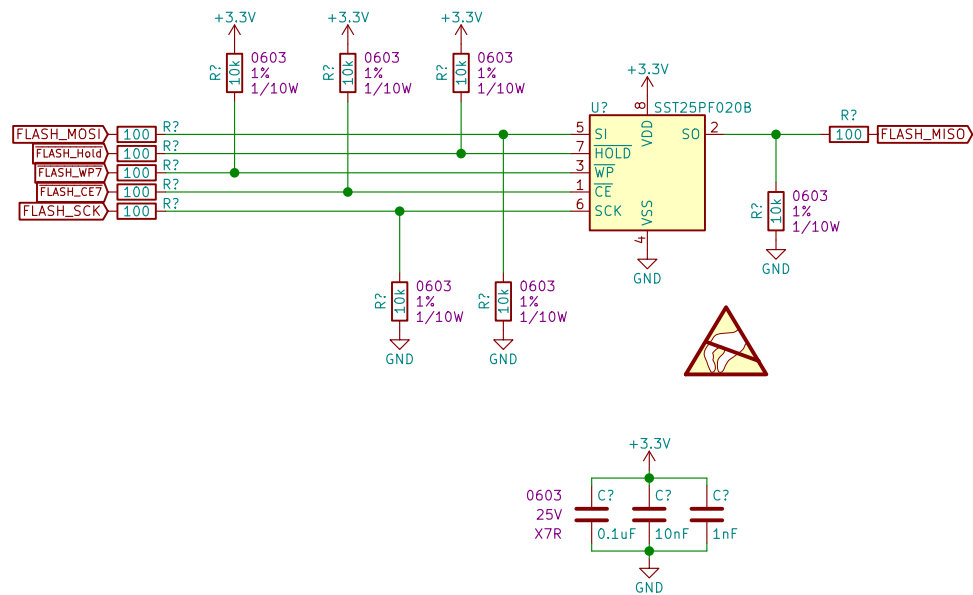 +3.3V
+3.3V
+3.3V
R?
10k
0603
1%
1/10W
R?
10k
0603
1%
1/10W
R?
10k
0603
1%
1/10W
+3.3V
U?
8
SST25PF020B
VDD
FLASH_MOSI
100
R?
5
SI
SO
2
R?
100
FLASH_MISO
FLASH_Hold
100
R?
7
HOLD
FLASH_WP7
100
R?
3
WP
FLASH_CE7
100
R?
1
CE
FLASH_SCK
100
R?
6
SCK
VSS
4
GND
R?
10k
0603
1%
1/10W
GND
R?
10k
0603
1%
1/10W
GND
R?
10k
0603
1%
1/10W
GND
+3.3V
0603
25V
X7R
C?
0.1uF
C?
10nF
C?
1nF
GND